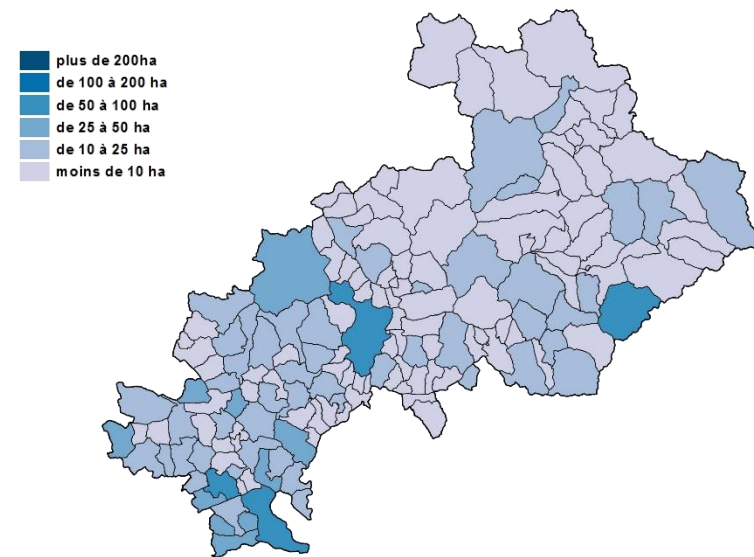 plus de 200ha
de 100 à 200 ha
de 50 à 100 ha
de 25 à 50 ha
de 10 à 25 ha
moins de 10 ha